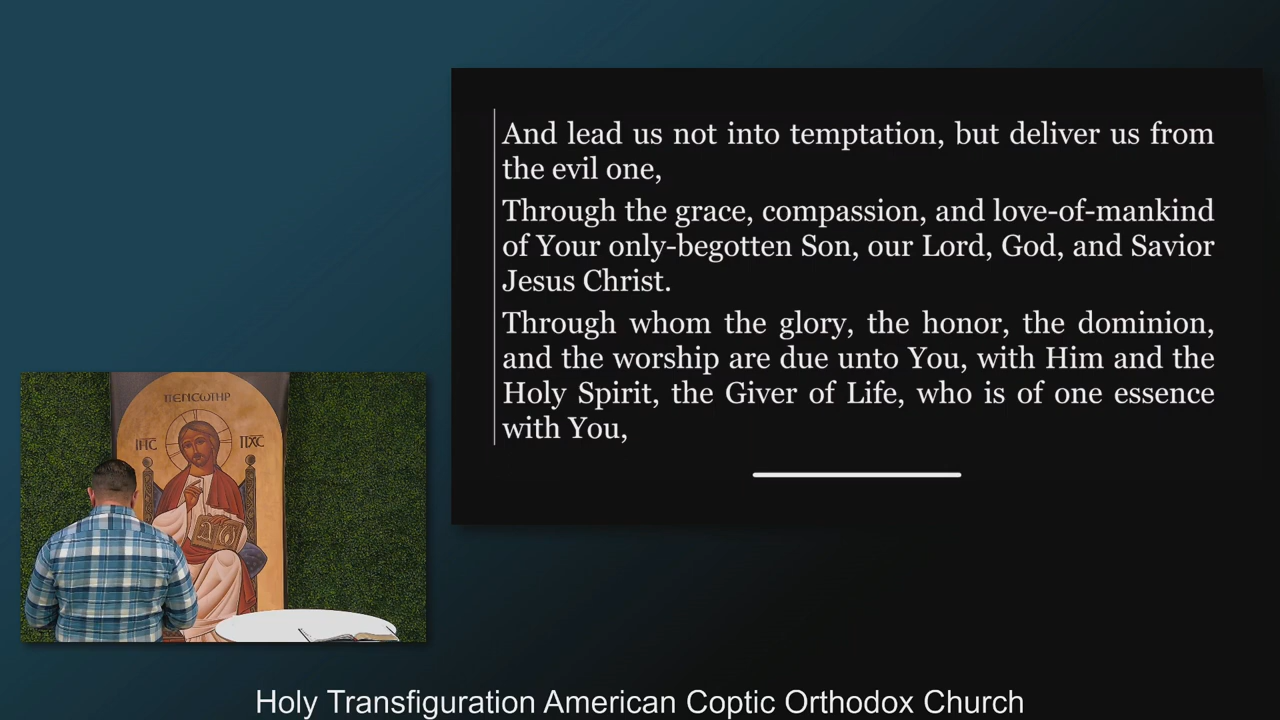 And lead us not into temptation, but deliver us from
the evil one,
Through the grace, compassion, and love-of-mankind
of Your only-begotten Son, our Lord, God, and Savior
Jesus Christ.
Through whom the glory, the honor, the dominion,
and the worship are due unto You, with Him and the
Holy Spirit, the Giver of Life, who is of one essence
with You,
ⲠⲈⲚⲤⲰⲦⲎⲢ
ⲒⲎⲤ ⲠⲬⲤ
Holy Transfiguration American Coptic Orthodox Church